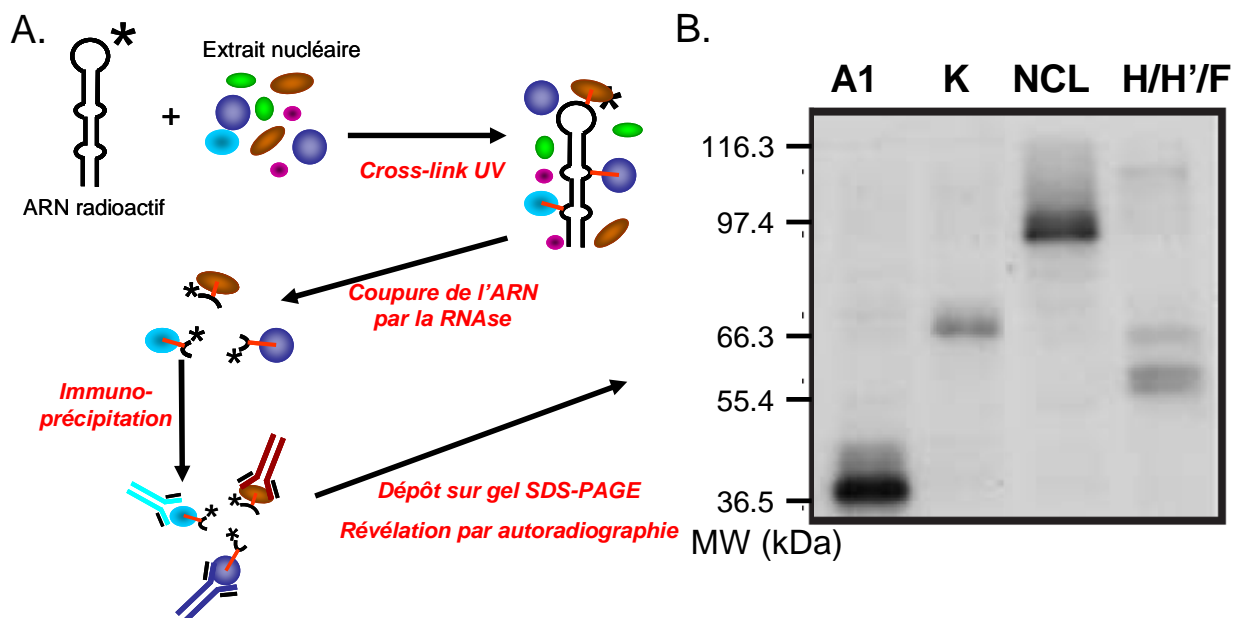 A.
Extrait nucléaire
*
+
Cross-link UV
ARN radioactif
Coupure de l'ARN
par la RNAse
Immuno-
précipitation
Dépôt sur gel SDS-PAGE
Révélation par autoradiographie
B.
A1 K NCL H/H'/F
116.3
97.4
66.3
55.4
36.5
MW (kDa)